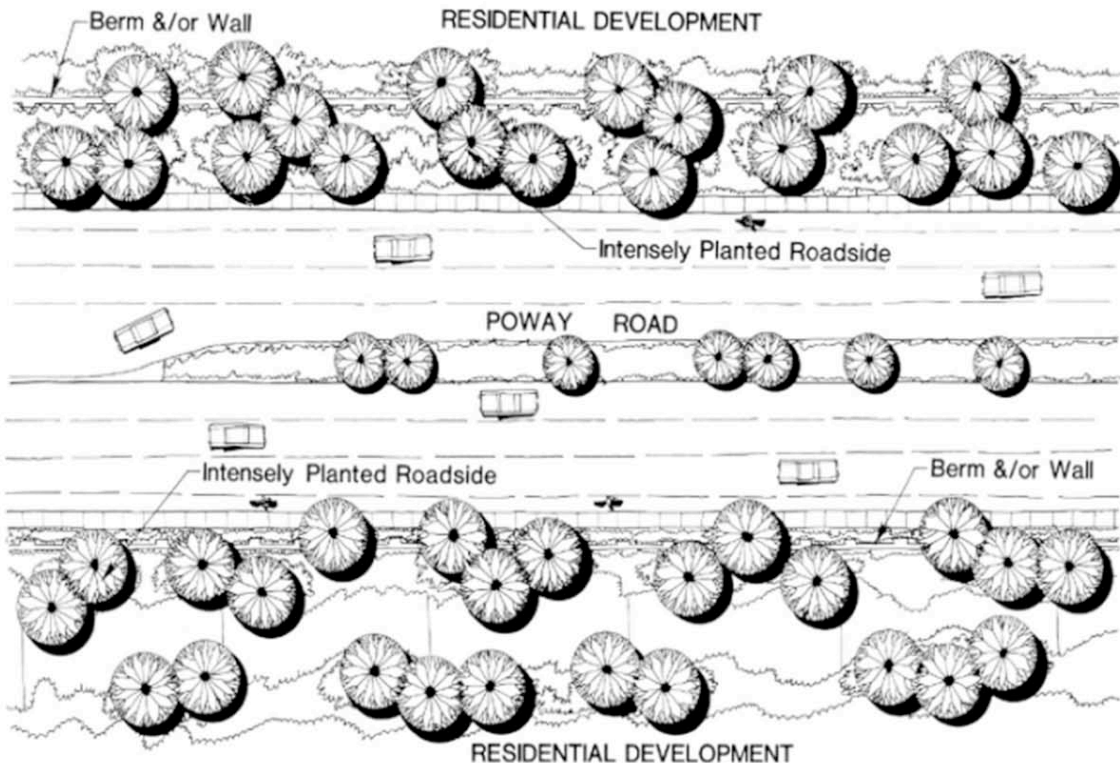 RESIDENTIAL DEVELOPMENT
Berm &/or Wall
Intensely Planted Roadside
POWAY ROAD
Intensely Planted Roadside
Berm &/or Wall
RESIDENTIAL DEVELOPMENT